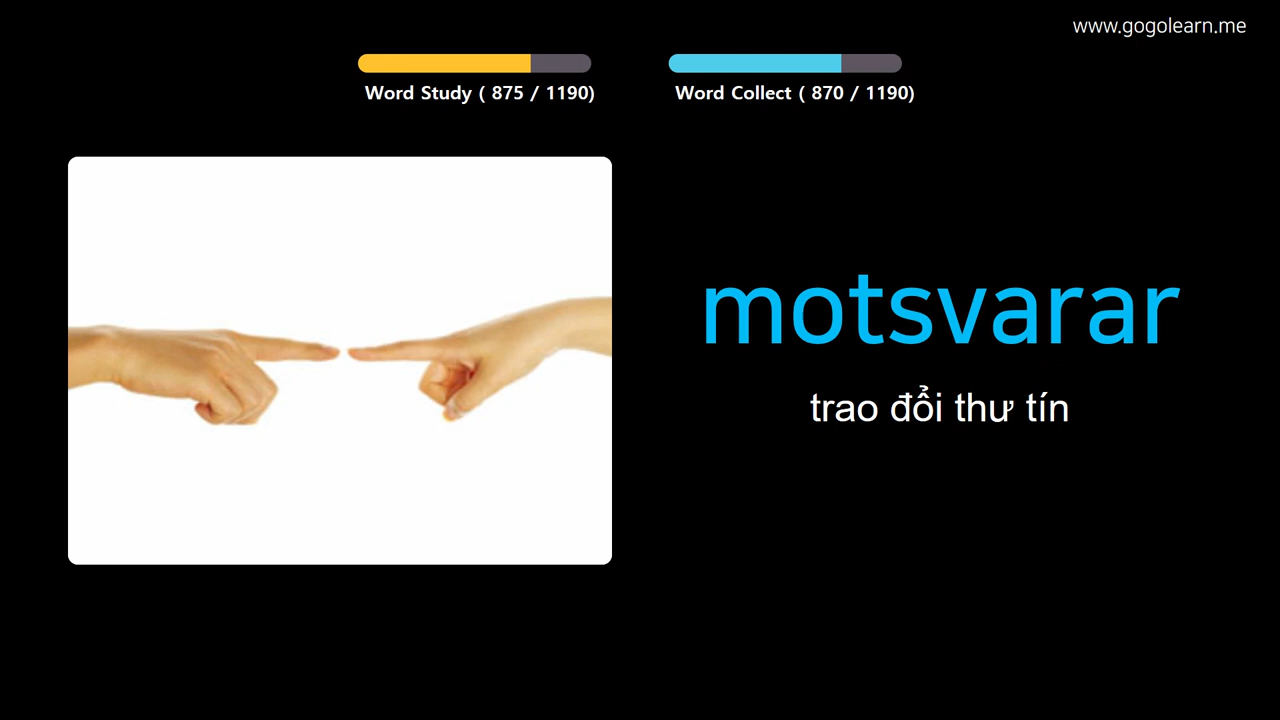 www.gogolearn.me
Word Study ( 875 / 1190)
Word Collect ( 870 / 1190)
motsvarar
trao đổi thư tín